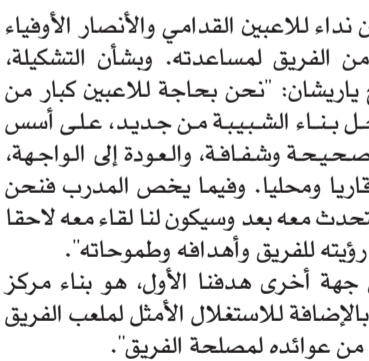 نداء للاعبين القدامي والأنصار الأوفياء
من الفريق لمساعدته. وبشأن التشكيلة،
ياريشان: "نحن بحاجة للاعبين كبار من
بناء الشبيبة من جديد، على أسس
صحيحة وشفافة، والعودة إلى الواجهة،
ومحليا. وفيما يخص المدرب فنحن
نتحدث معه بعد وسيكون لنا لقاء معه لاحقا
رؤيته للفريق وأهدافه وطموحاته".
جهة أخرى هدفنا الأول، هو بناء مركز
بالإضافة للاستغلال الأمثل لملعب الفريق
من عوائده لمصلحة الفريق".